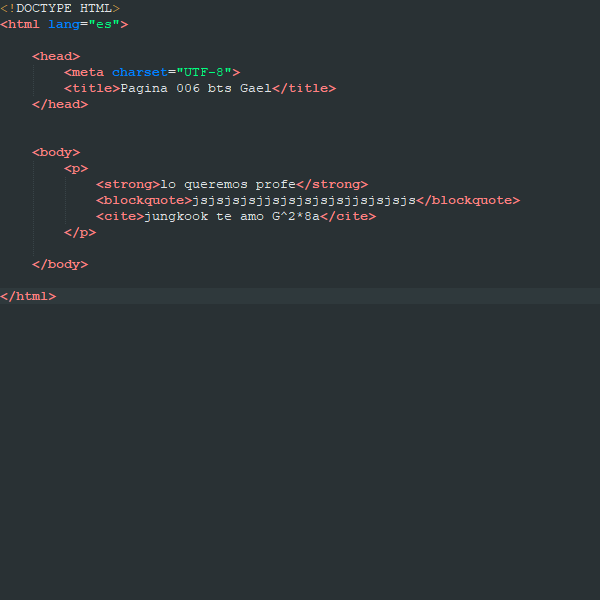 <!DOCTYPE HTML>
<html lang="es">
<head>
<meta charset="UTF-8">
<title>Pagina 006 bts Gael</title>
</head>
<body>
<p>
<strong>lo queremos profe</strong>
<blockquote>jsjsjsjsjjsjsjsjsjsjjsjsjsjs</blockquote>
<cite>jungkook te amo G^2*8a</cite>
</p>
</body>
</html>